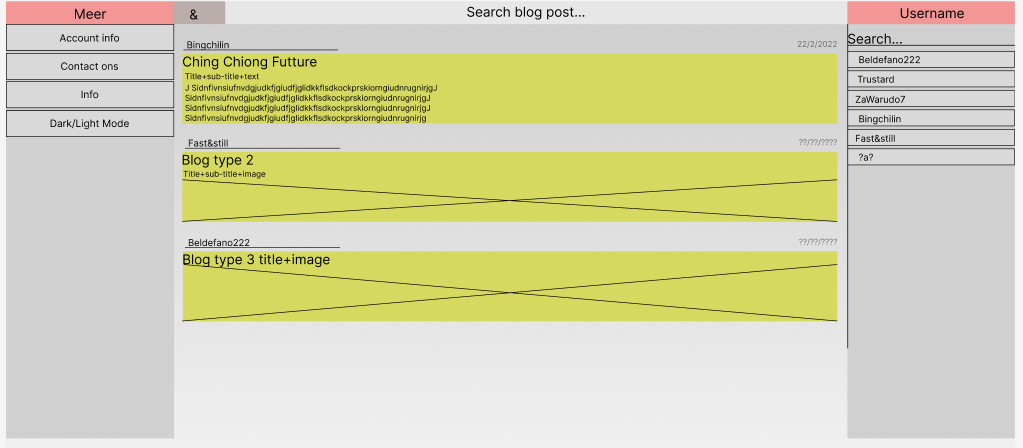 Meer
&
Search blog post...
Username
Account info
Contact ons
Info
Dark/Light Mode
Bingchilin
22/2/2022
Ching Chiong Futture
Title+sub-title+text
J SidnfivnsiufnvdgjudkfjgiudfjglidkkflsdkockprskiorngiudnrugnirjgJ
SidnfivnsiufnvdgjudkfjgiudfjglidkkflsdkockprskiorngiudnrugnirjgJ
SidnfivnsiufnvdgjudkfjgiudfjglidkkflsdkockprskiorngiudnrugnirjgJ
Sidnfivnsiufnvdgjudkfjgiudfjglidkkflsdkockprskiorngiudnrugnirjg
Fast&still
??/??/????
Blog type 2
Title+sub-title+image
Beldefano222
??/??/????
Blog type 3 title+image
Search...
Beldefano222
Trustard
ZaWarudo7
Bingchilin
Fast&still
?a?